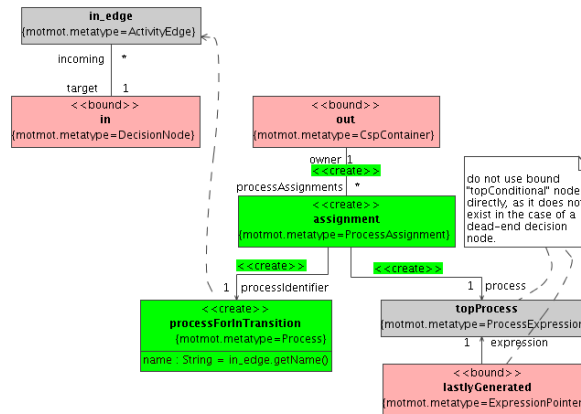 in_edge
{motmot.metatype=ActivityEdge}
incoming *
target 1
<<bound>>
in
{motmot.metatype=DecisionNode}
<<bound>>
out
{motmot.metatype=CspContainer}
owner 1
<<create>>
processAssignments *
<<create>>
assignment
{motmot.metatype=ProcessAssignment}
do not use bound
"topConditional" node
directly, as it does not
exist in the case of a
dead-end decision
node.
<<create>>
<<create>>
1 processIdentifier
1 process
<<create>>
processForInTransition
{motmot.metatype=Process}
name : String = in_edge.getName()
topProcess
{motmot.metatype=ProcessExpression
1 expression
<<bound>>
lastlyGenerated
{motmot.metatype=ExpressionPointer